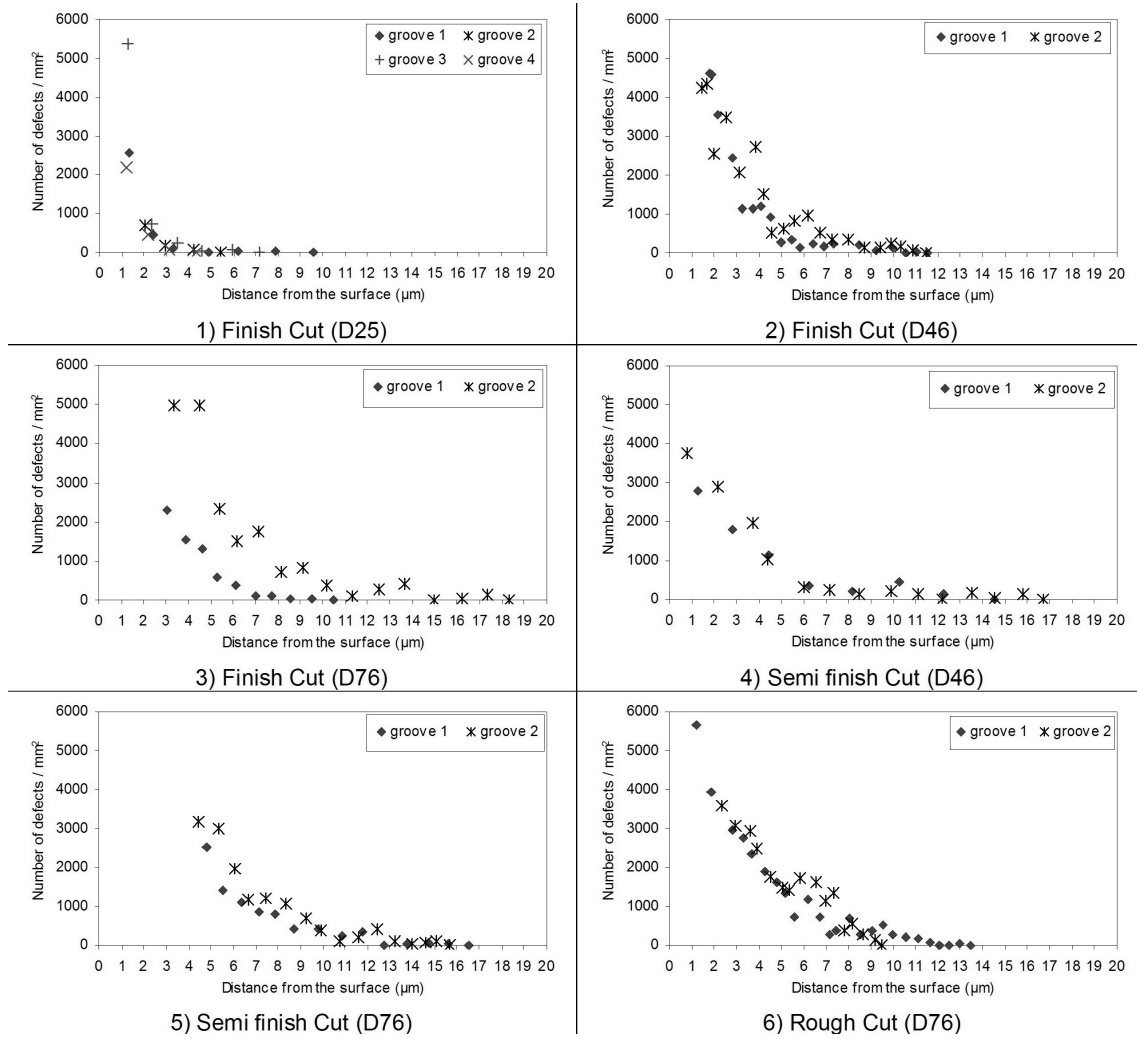 6000
5000
4000
3000
2000
1000
0
Number of defects / mm²
groove 1 groove 2
groove 3 groove 4
0 1 2 3 4 5 6 7 8 9 10 11 12 13 14 15 16 17 18 19 20
Distance from the surface (µm)
1) Finish Cut (D25)
6000
5000
4000
3000
2000
1000
0
Number of defects / mm²
groove 1 groove 2
0 1 2 3 4 5 6 7 8 9 10 11 12 13 14 15 16 17 18 19 20
Distance from the surface (µm)
2) Finish Cut (D46)
6000
5000
4000
3000
2000
1000
0
Number of defects / mm²
groove 1 groove 2
0 1 2 3 4 5 6 7 8 9 10 11 12 13 14 15 16 17 18 19 20
Distance from the surface (µm)
3) Finish Cut (D76)
6000
5000
4000
3000
2000
1000
0
Number of defects / mm²
groove 1 groove 2
0 1 2 3 4 5 6 7 8 9 10 11 12 13 14 15 16 17 18 19 20
Distance from the surface (µm)
4) Semi finish Cut (D46)
6000
5000
4000
3000
2000
1000
0
Number of defects / mm²
groove 1 groove 2
0 1 2 3 4 5 6 7 8 9 10 11 12 13 14 15 16 17 18 19 20
Distance from the surface (µm)
5) Semi finish Cut (D76)
6000
5000
4000
3000
2000
1000
0
Number of defects / mm²
groove 1 groove 2
0 1 2 3 4 5 6 7 8 9 10 11 12 13 14 15 16 17 18 19 20
Distance from the surface (µm)
6) Rough Cut (D76)